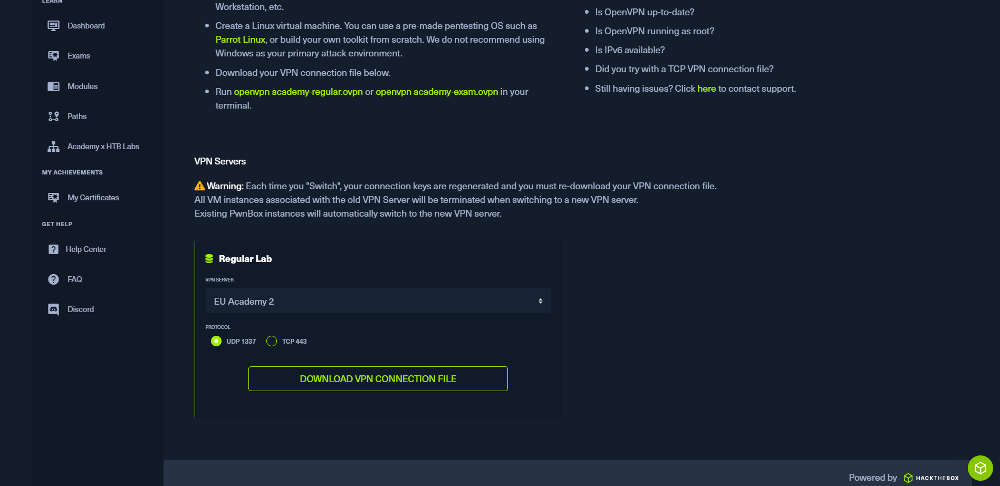 LEARN
Dashboard
Exams
Modules
Paths
Academy x HTB Labs
MY ACHIEVEMENTS
My Certificates
GET HELP
Help Center
FAQ
Discord
Workstation, etc.
Create a Linux virtual machine. You can use a pre-made pentesting OS such as
Parrot Linux, or build your own toolkit from scratch. We do not recommend using
Windows as your primary attack environment.
Download your VPN connection file below.
Run openvpn academy-regular.ovpn or openvpn academy-exam.ovpn in your
terminal.
Is OpenVPN up-to-date?
Is OpenVPN running as root?
Is IPv6 available?
Did you try with a TCP VPN connection file?
Still having issues? Click here to contact support.
VPN Servers
Warning: Each time you "Switch", your connection keys are regenerated and you must re-download your VPN connection file.
All VM instances associated with the old VPN Server will be terminated when switching to a new VPN server.
Existing PwnBox instances will automatically switch to the new VPN server.
Regular Lab
VPN SERVER
EU Academy 2
PROTOCOL
UDP 1337 TCP 443
DOWNLOAD VPN CONNECTION FILE
Powered by HACKTHEBOX